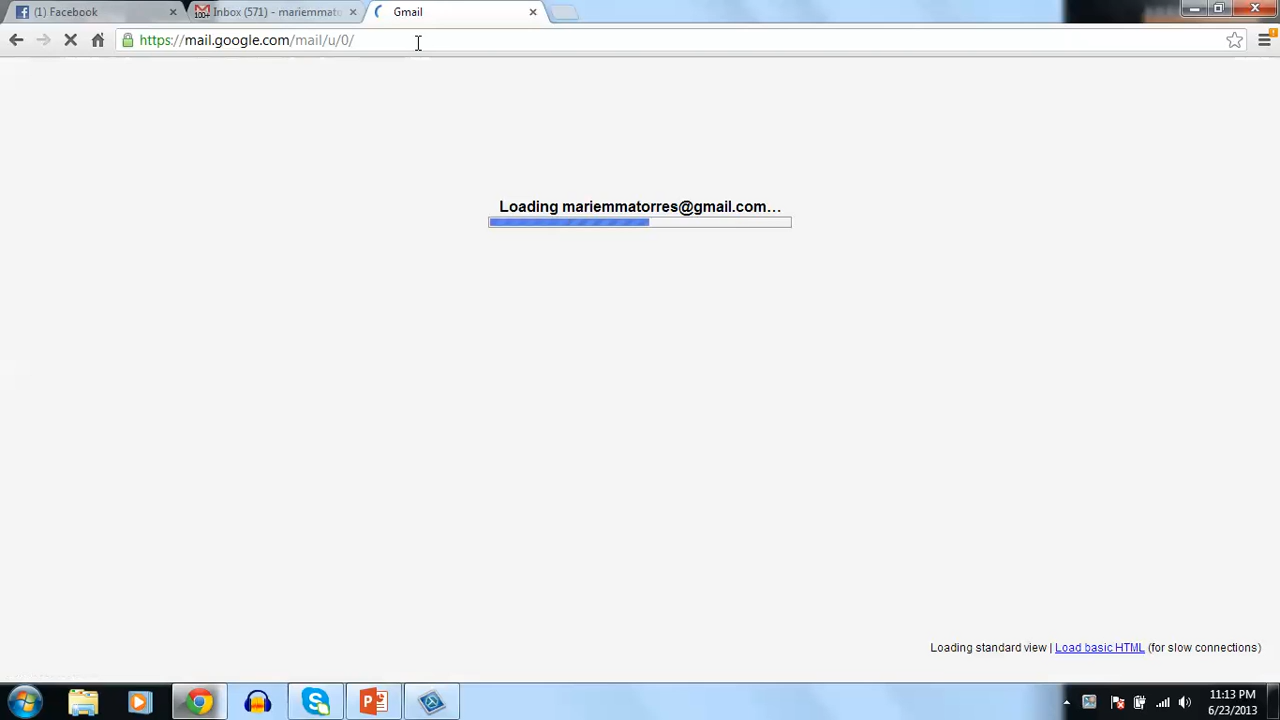 (1) Facebook
Inbox (571) - mariemmato
Gmail
https://mail.google.com/mail/u/0/
Loading mariemmatorres@gmail.com...
Loading standard view | Load basic HTML (for slow connections)
11:13 PM
6/23/2013